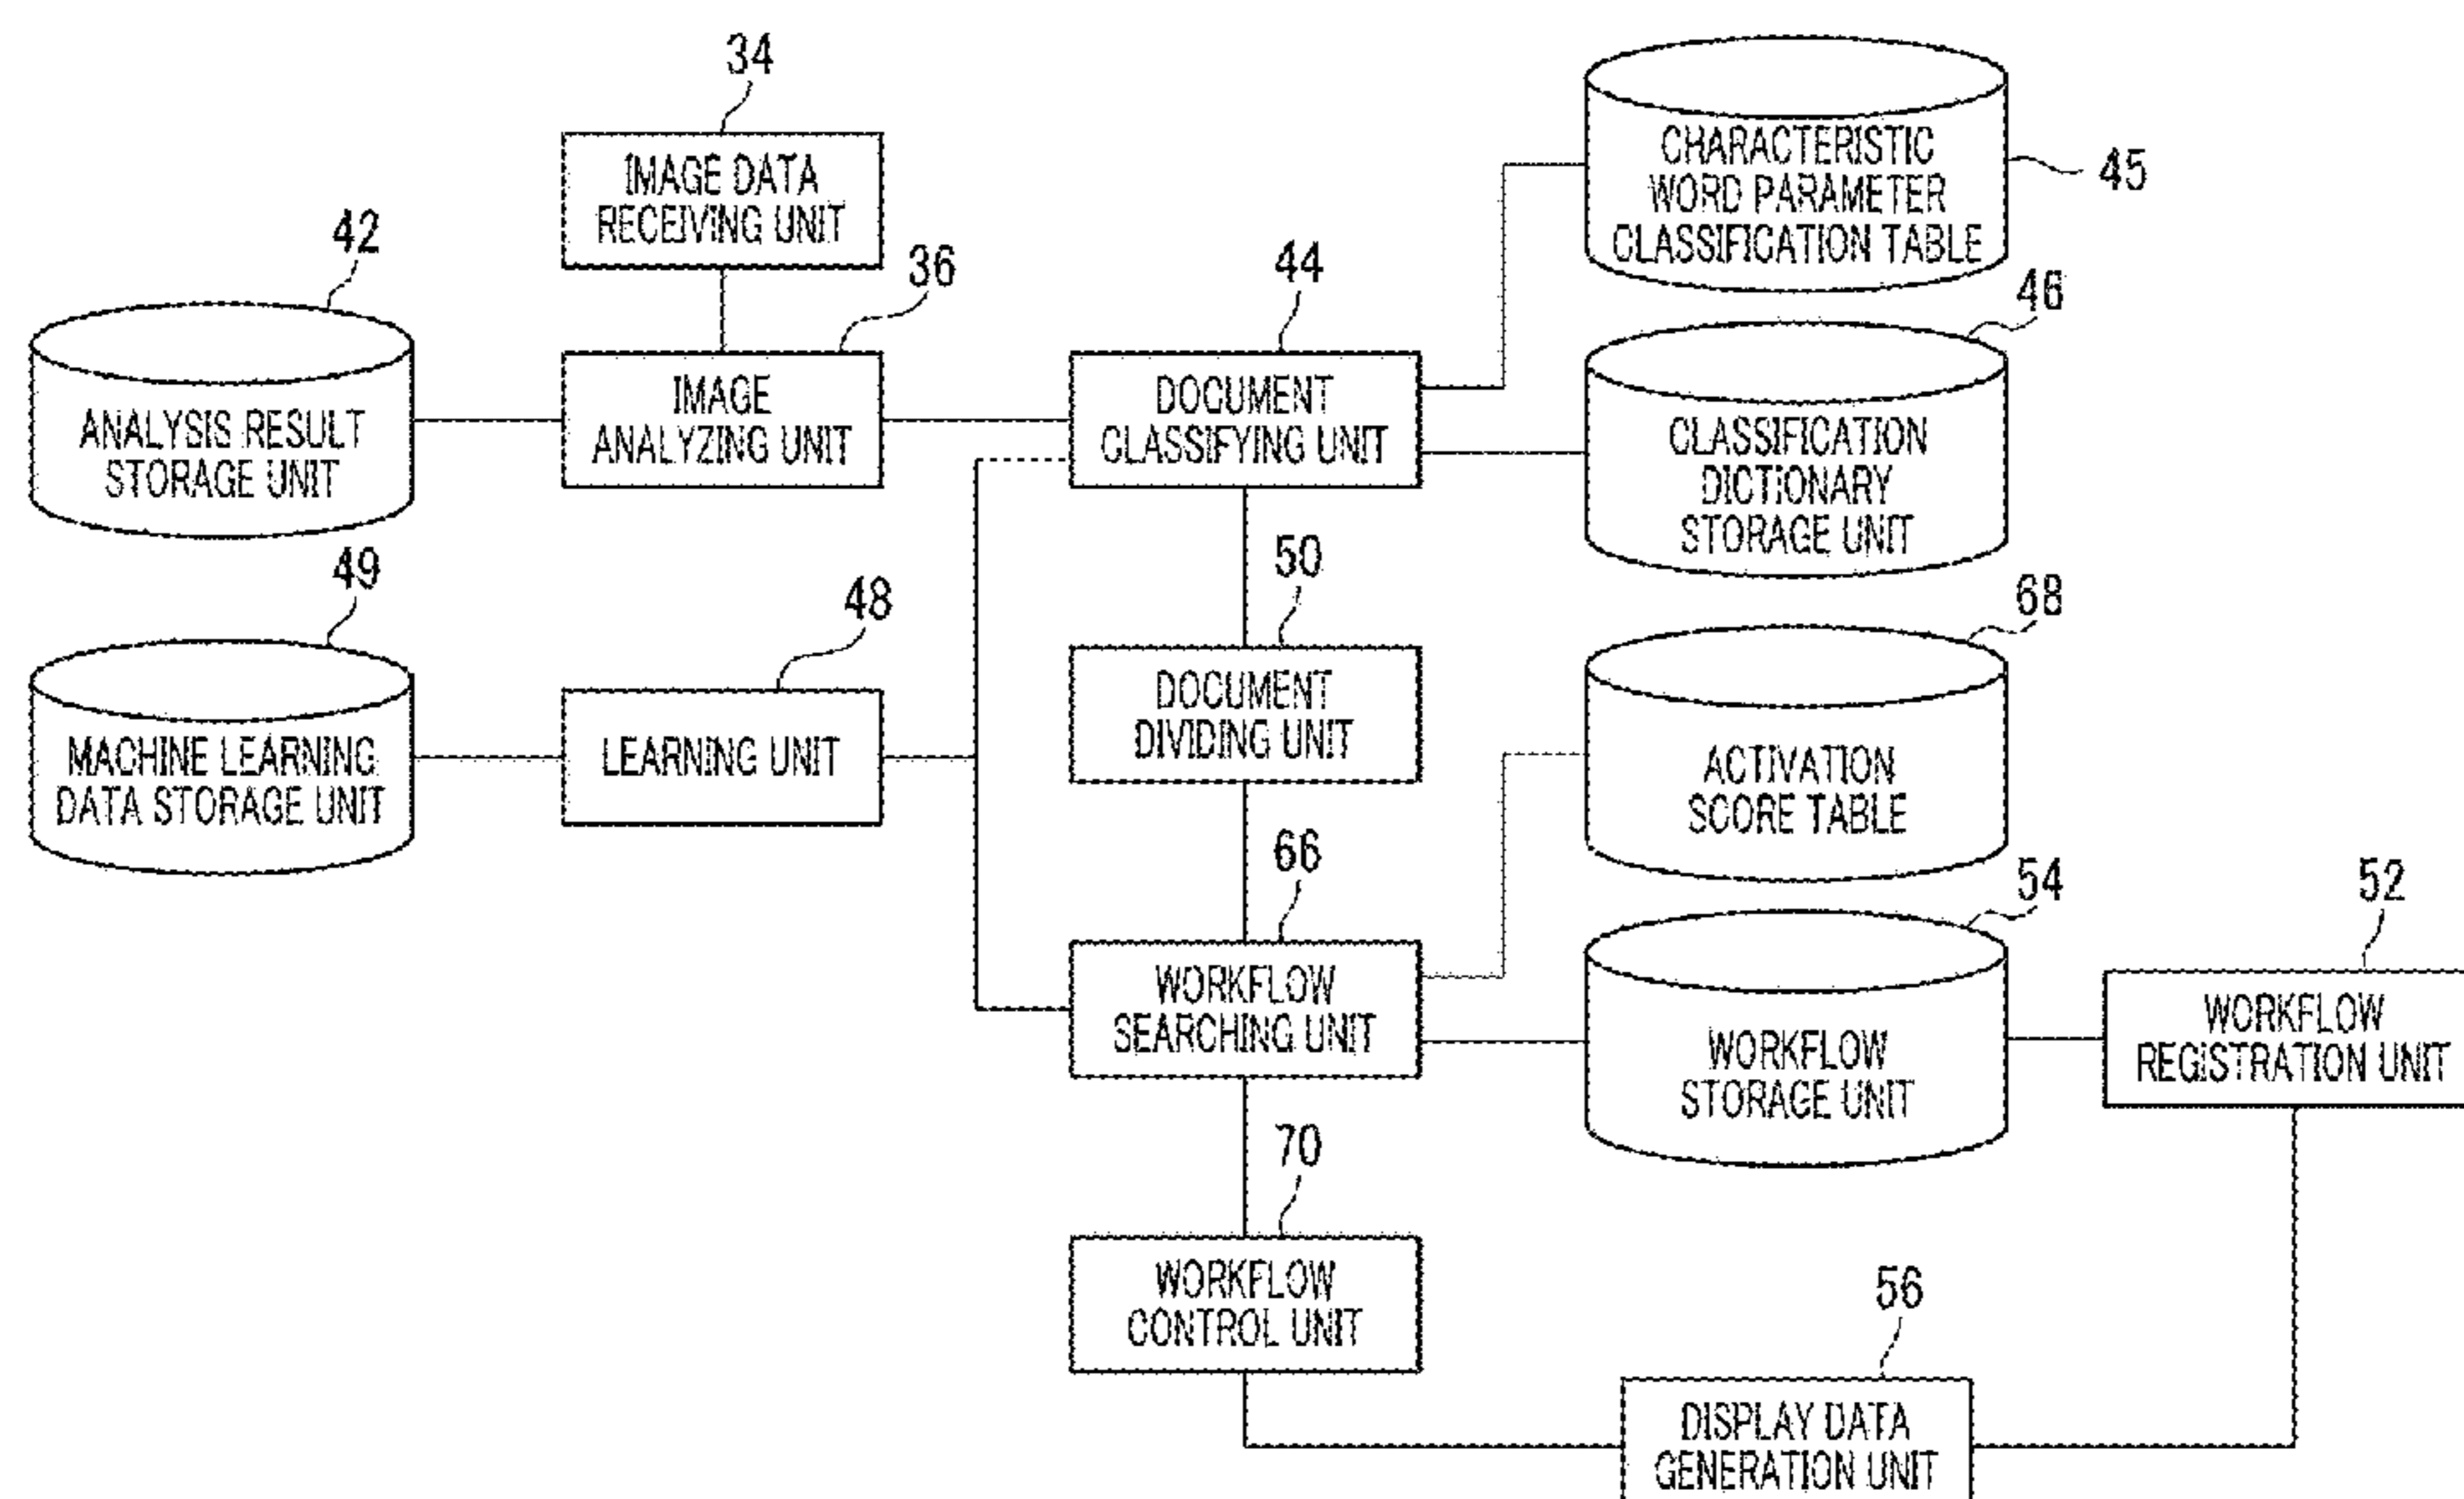 34
IMAGE DATA
RECEIVING UNIT
CHARACTERISTIC
WORD PARAMETER
CLASSIFICATION TABLE
45
42
ANALYSIS RESULT
STORAGE UNIT
36
IMAGE
ANALYZING UNIT
44
DOCUMENT
CLASSIFYING UNIT
46
CLASSIFICATION
DICTIONARY
STORAGE UNIT
49
MACHINE LEARNING
DATA STORAGE UNIT
48
LEARNING UNIT
50
DOCUMENT
DIVIDING UNIT
68
ACTIVATION
SCORE TABLE
66
WORKFLOW
SEARCHING UNIT
54
WORKFLOW
STORAGE UNIT
52
WORKFLOW
REGISTRATION UNIT
70
WORKFLOW
CONTROL UNIT
56
DISPLAY DATA
GENERATION UNIT